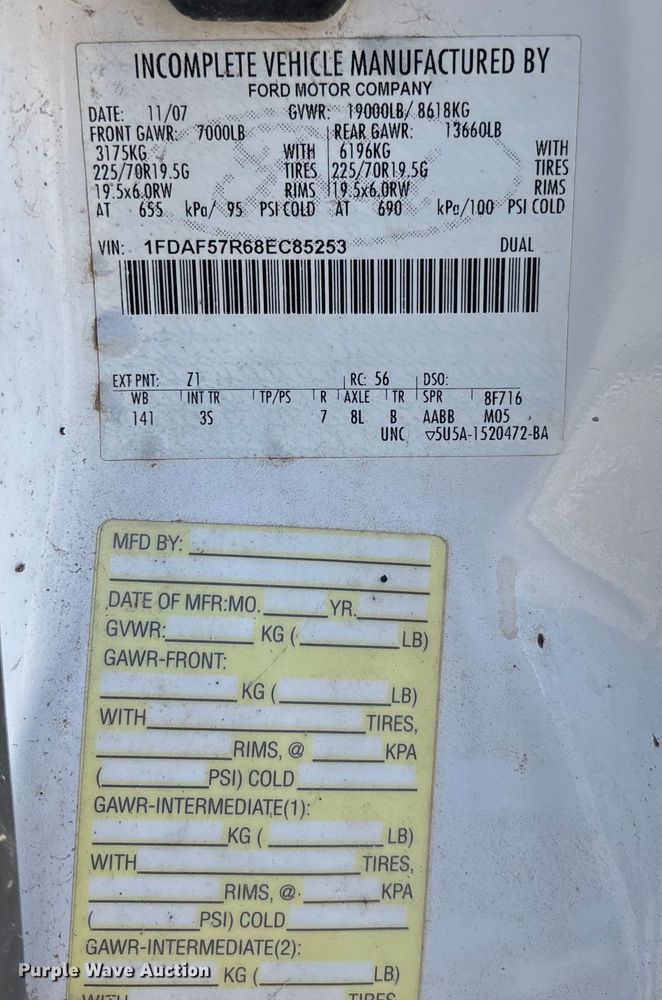 INCOMPLETE VEHICLE MANUFACTURED BY
FORD MOTOR COMPANY
DATE: 11/07 GVWR: 19000LB/ 8618KG
FRONT GAWR: 7000LB REAR GAWR: 13660LB
3175KG WITH 6196KG WITH
225/70R19.5G TIRES 225/70R19.5G TIRES
19.5x6.0RW RIMS 19.5x6.0RW RIMS
AT 655 kPa/ 95 PSI COLD AT 690 kPa/100 PSI COLD
VIN: 1FDAF57R68EC85253 DUAL
EXT PNT: Z1 RC: 56 DSO:
WB INT TR TP/PS R AXLE TR SPR 8F716
141 3S 7 8L B AABB M05
UNC ▽5U5A-1520472-BA
MFD BY:
DATE OF MFR:MO. YR.
GVWR: KG ( LB)
GAWR-FRONT:
KG ( LB)
WITH TIRES,
RIMS, @ KPA
( PSI) COLD
GAWR-INTERMEDIATE(1):
KG ( LB)
WITH TIRES,
RIMS, @ KPA
( PSI) COLD
GAWR-INTERMEDIATE(2):
KG ( LB)
WITH TIRES
Purple Wave Auction